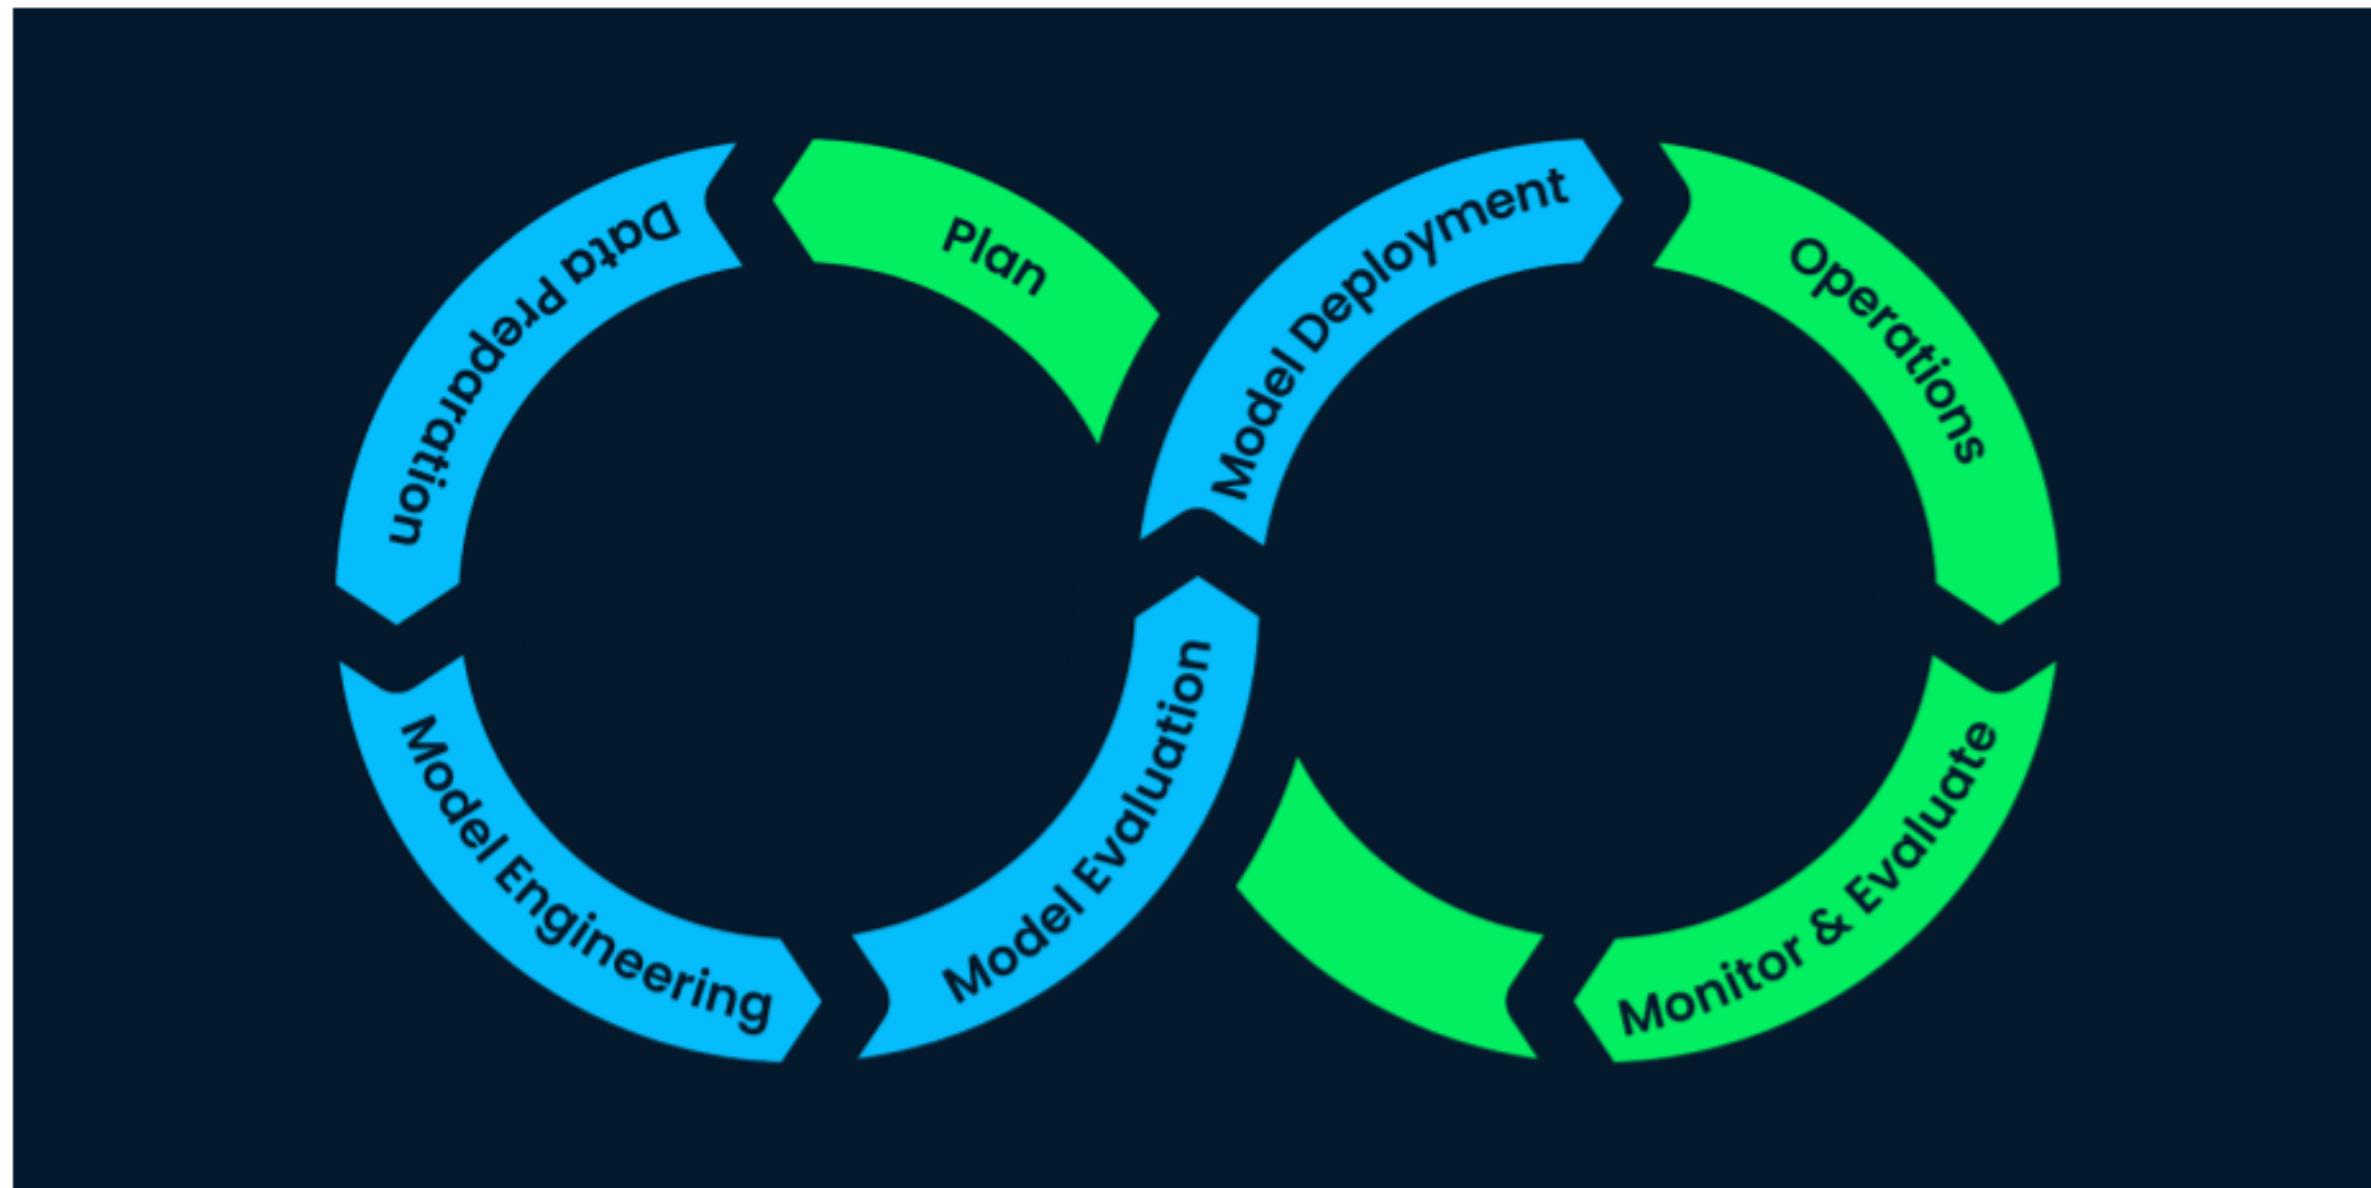 Plan
Data Preparation
Model Engineering
Model Evaluation
Model Deployment
Operations
Monitor & Evaluate